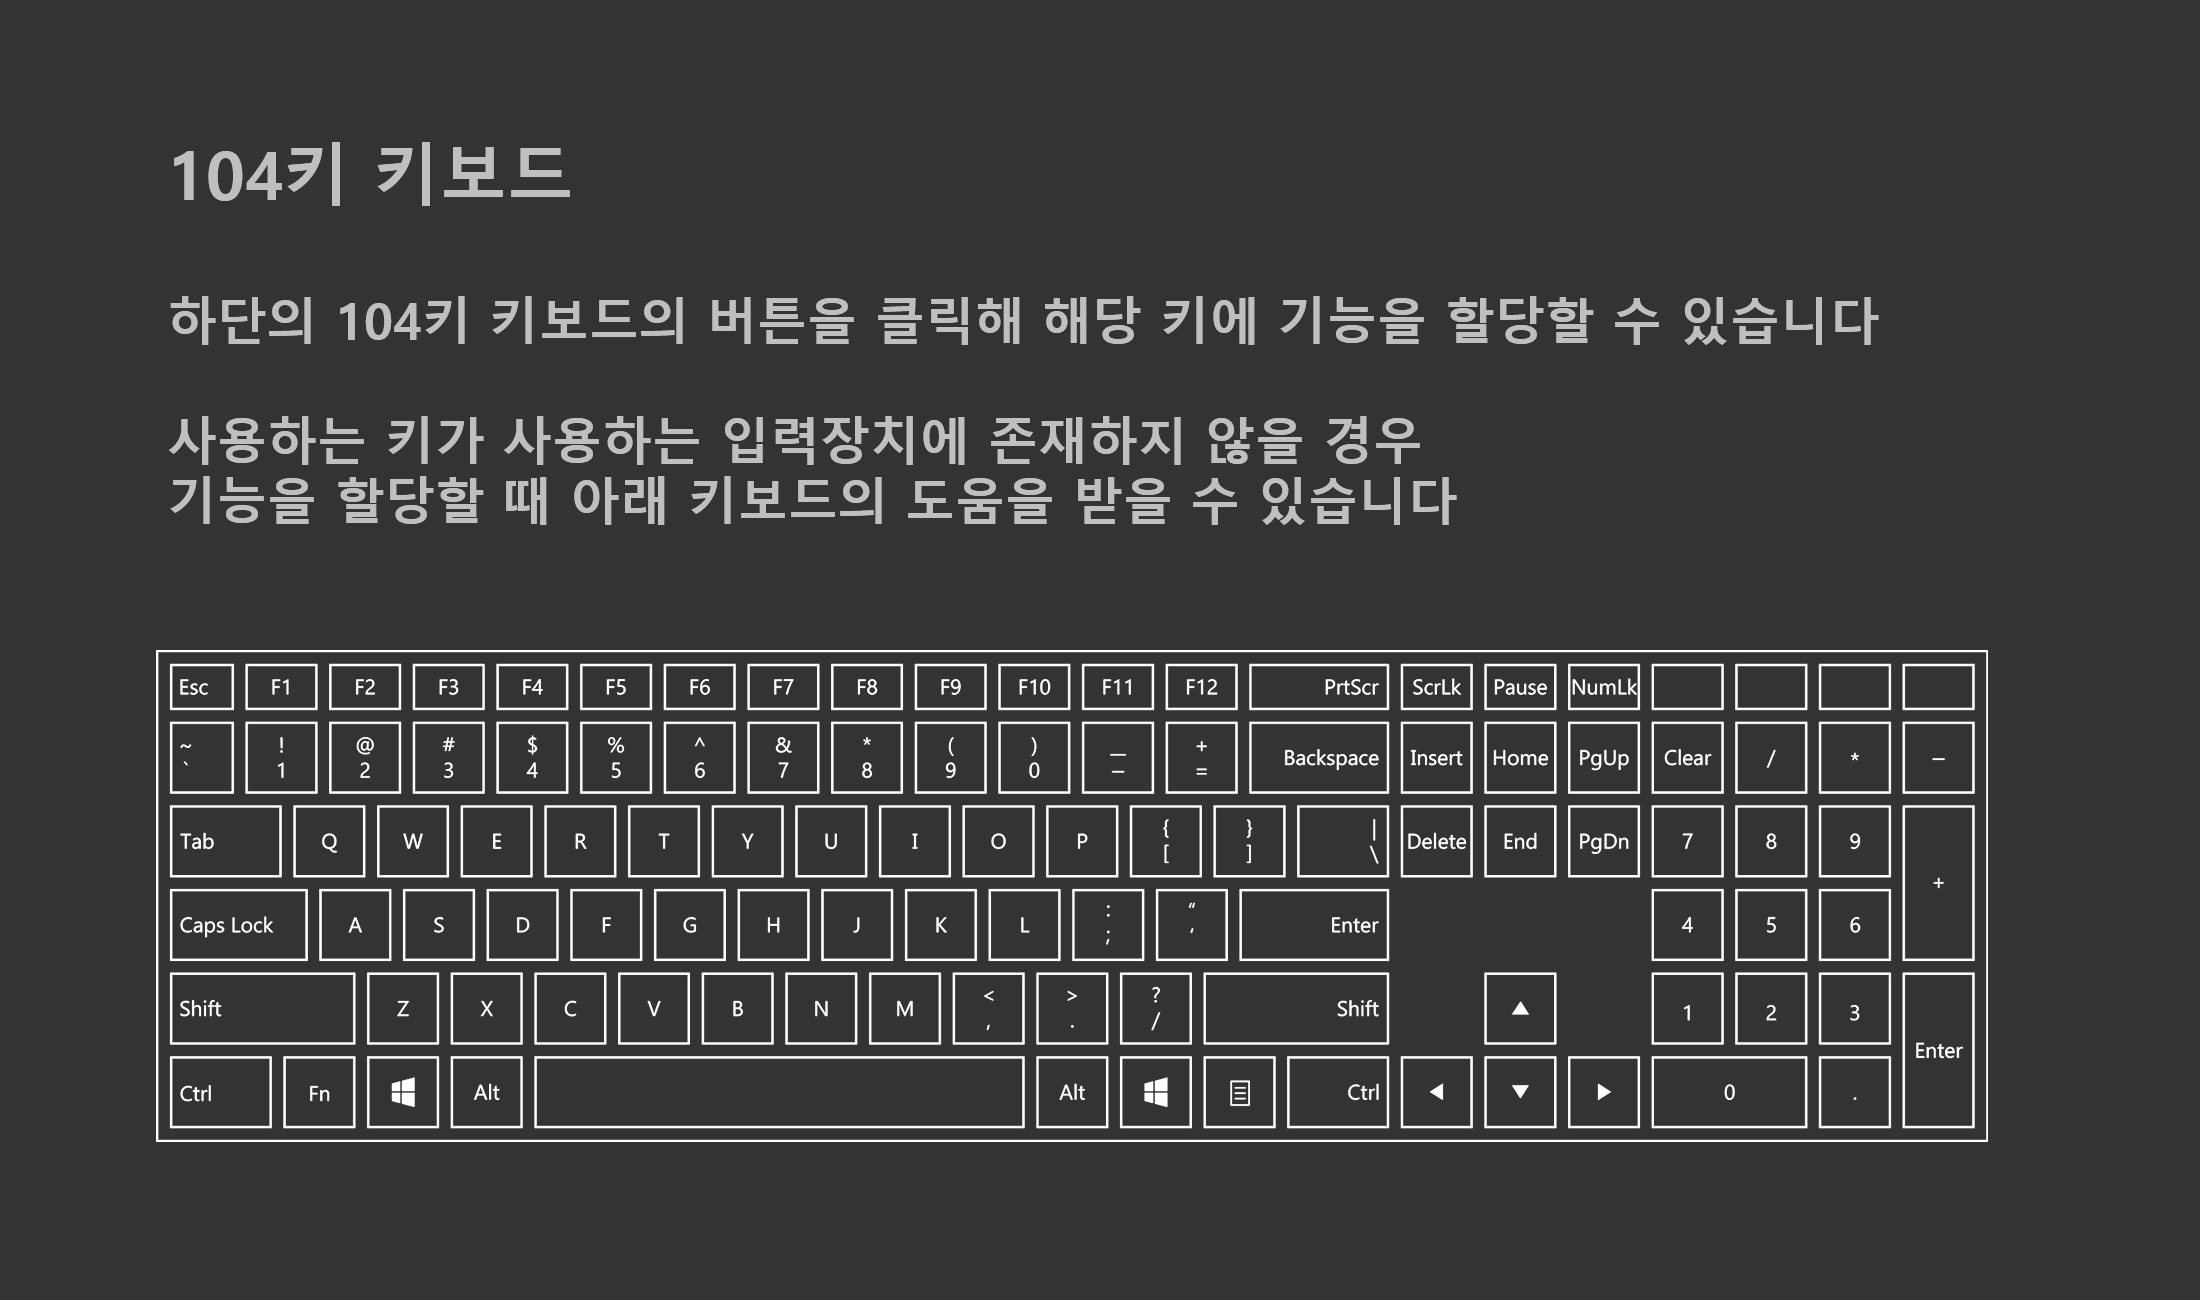 104키 키보드
하단의 104키 키보드의 버튼을 클릭해 해당 키에 기능을 할당할 수 있습니다
사용하는 키가 사용하는 입력장치에 존재하지 않을 경우
기능을 할당할 때 아래 키보드의 도움을 받을 수 있습니다
Esc F1 F2 F3 F4 F5 F6 F7 F8 F9 F10 F11 F12 PrtScr ScrLk Pause NumLk
~ ! @ # $ % ^ & * ( ) — +
` 1 2 3 4 5 6 7 8 9 0 – = Backspace Insert Home PgUp Clear / * –
Tab Q W E R T Y U I O P { [ } ] | \ Delete End PgDn 7 8 9 +
Caps Lock A S D F G H J K L : ; " ' Enter 4 5 6
Shift Z X C V B N M < , > . ? / Shift ▲ 1 2 3 Enter
Ctrl Fn Alt Alt Ctrl ◀ ▼ ▶ 0 .